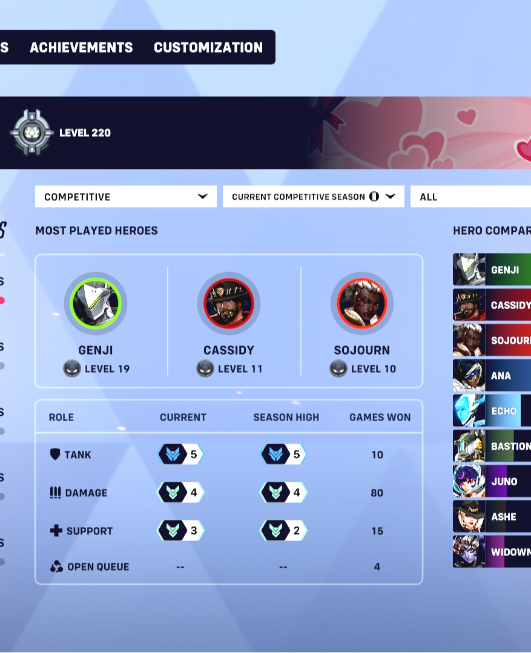 S ACHIEVEMENTS CUSTOMIZATION
LEVEL 220
COMPETITIVE CURRENT COMPETITIVE SEASON ALL
MOST PLAYED HEROES
HERO COMPAR
GENJI CASSIDY SOJOURN
LEVEL 19 LEVEL 11 LEVEL 10
GENJI
CASSIDY
SOJOUR
ANA
ECHO
BASTION
JUNO
ASHE
WIDOWM
ROLE CURRENT SEASON HIGH GAMES WON
TANK 5 5 10
DAMAGE 4 4 80
SUPPORT 3 2 15
OPEN QUEUE -- -- 4
S
S
S
S
S
S